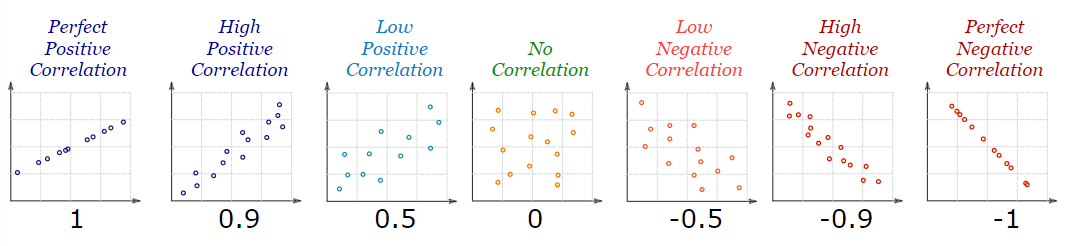 Perfect
Positive
Correlation
1
High
Positive
Correlation
0.9
Low
Positive
Correlation
0.5
No
Correlation
0
Low
Negative
Correlation
-0.5
High
Negative
Correlation
-0.9
Perfect
Negative
Correlation
-1